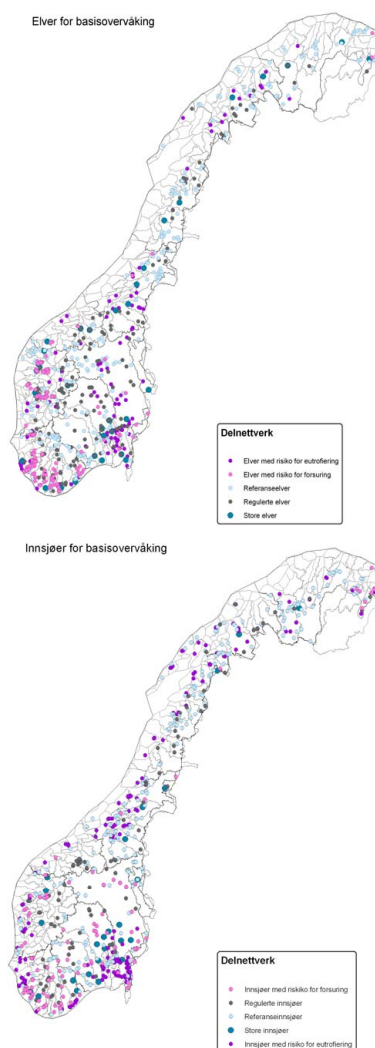 Elver for basisovervåking
Delnettverk
Elver med risiko for eutrofiering
Elver med risiko for forsuring
Referanseelver
Regulerte elver
Store elver
Innsjøer for basisovervåking
Delnettverk
Innsjøer med riskiko for forsuring
Regulerte innsjøer
Referanseinnsjøer
Store innsjøer
Innsjøer med risiko for eutrofiering